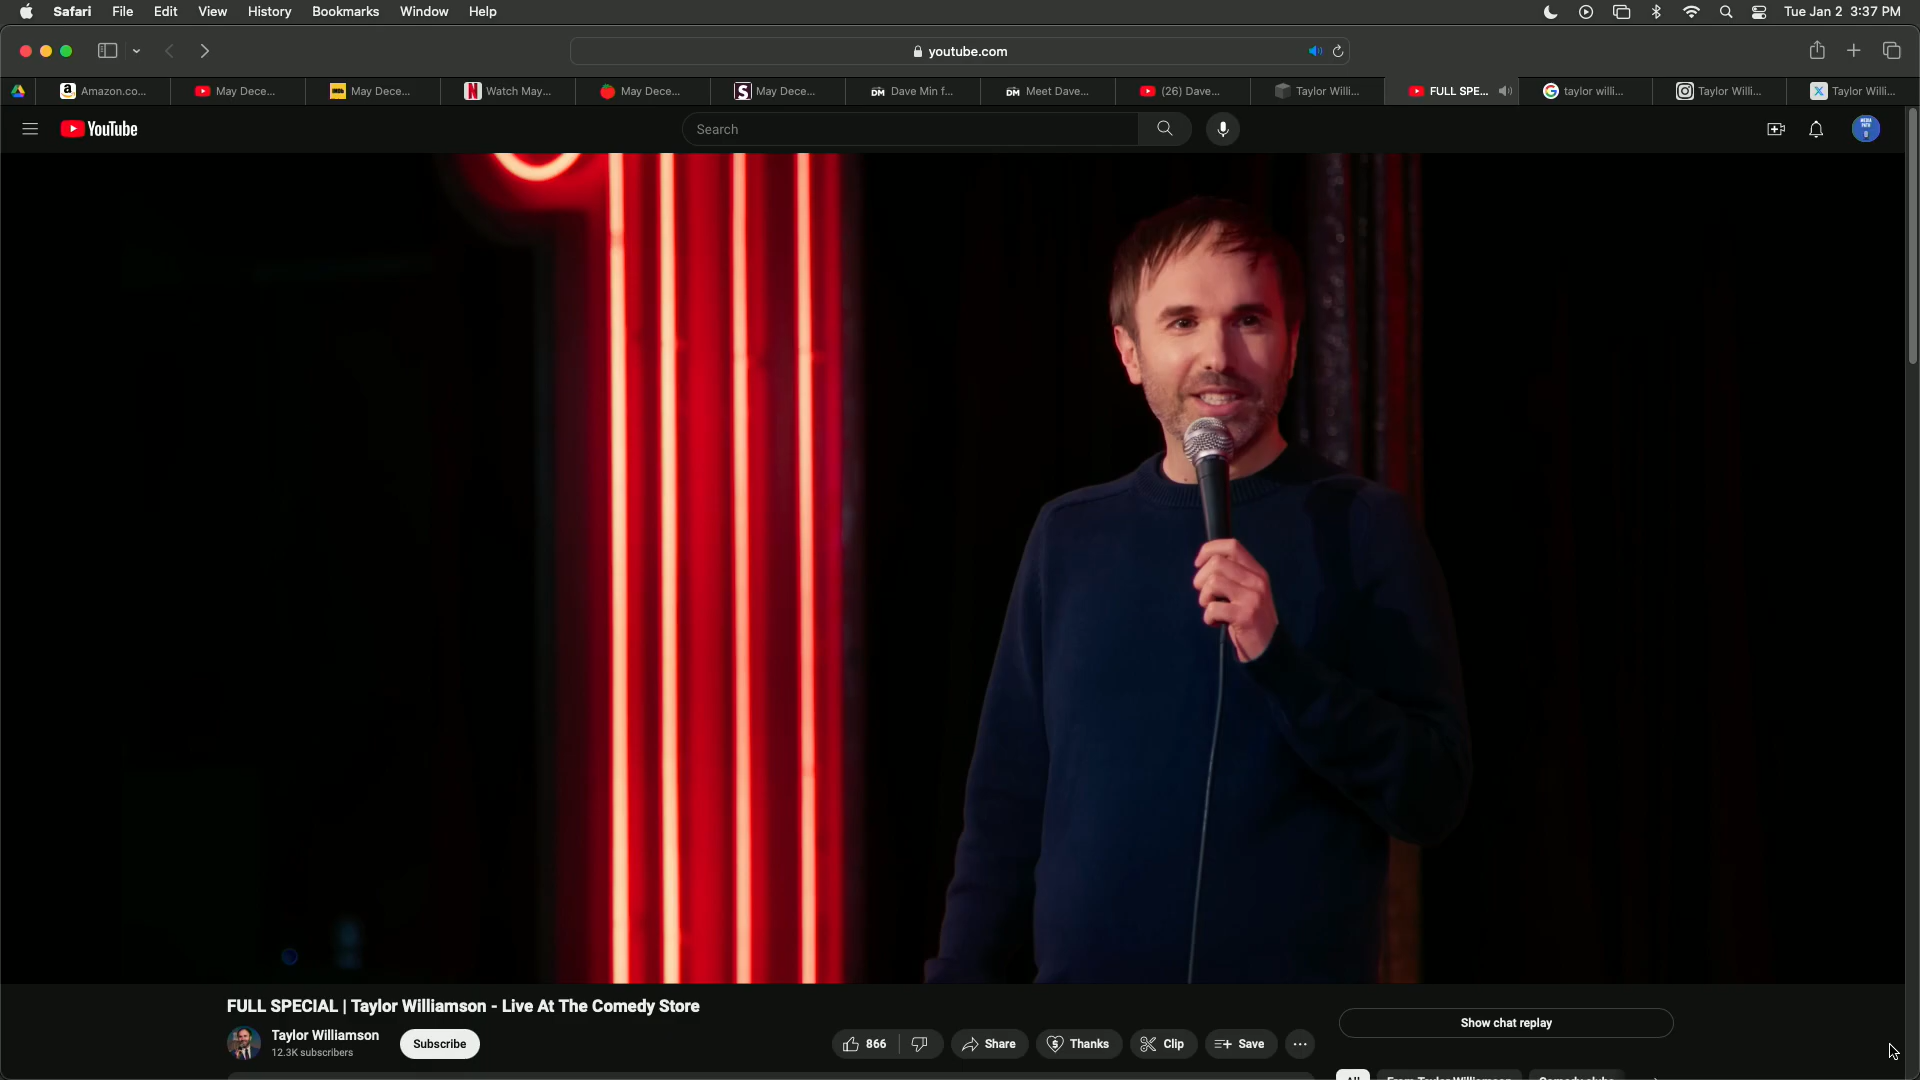 Safari File Edit View History Bookmarks Window Help Tue Jan 2 3:37 PM
youtube.com
Amazon.co... May Dece... May Dece... Watch May... May Dece... May Dece... Dave Min f... Meet Dave... (26) Dave... Taylor Willi... FULL SPE... taylor willi... Taylor Willi... Taylor Willi...
YouTube Search
FULL SPECIAL | Taylor Williamson - Live At The Comedy Store
Taylor Williamson
12.3K subscribers
Subscribe
866 Share Thanks Clip Save
Show chat replay